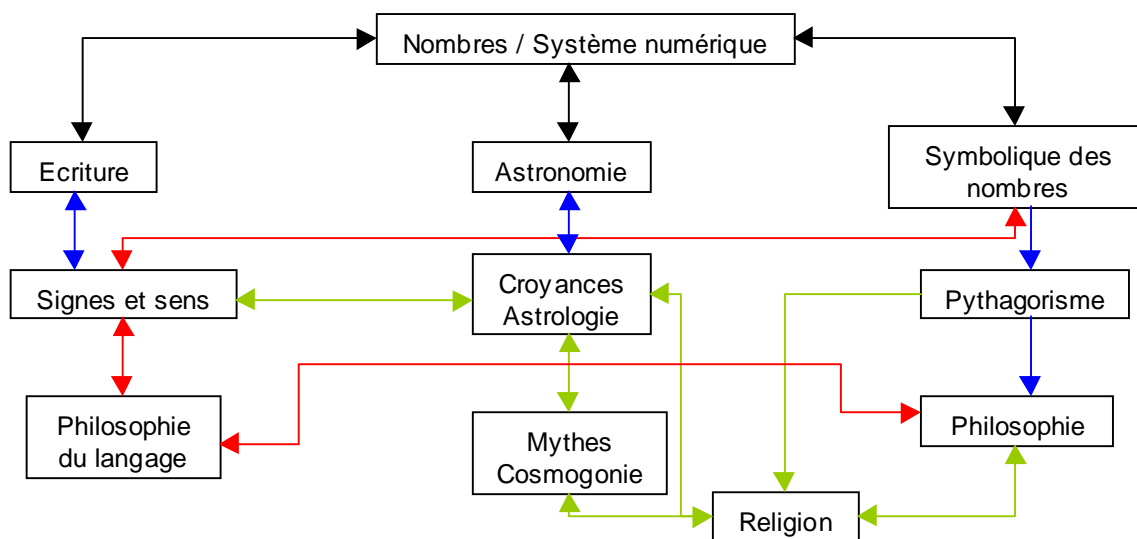 Nombres / Système numérique
Ecriture
Astronomie
Symbolique des
nombres
Signes et sens
Croyances
Astrologie
Pythagorisme
Philosophie
du langage
Mythes
Cosmogonie
Philosophie
Religion